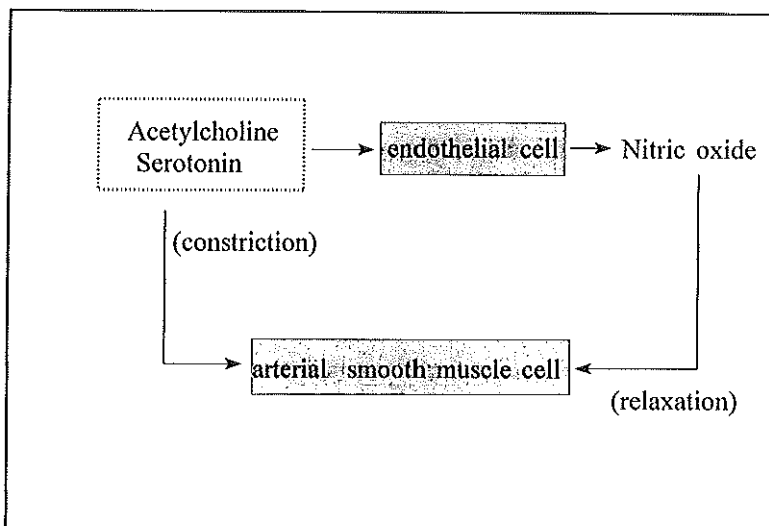 Acetylcholine
Serotonin
endothelial cell
Nitric oxide
(constriction)
arterial smooth muscle cell
(relaxation)